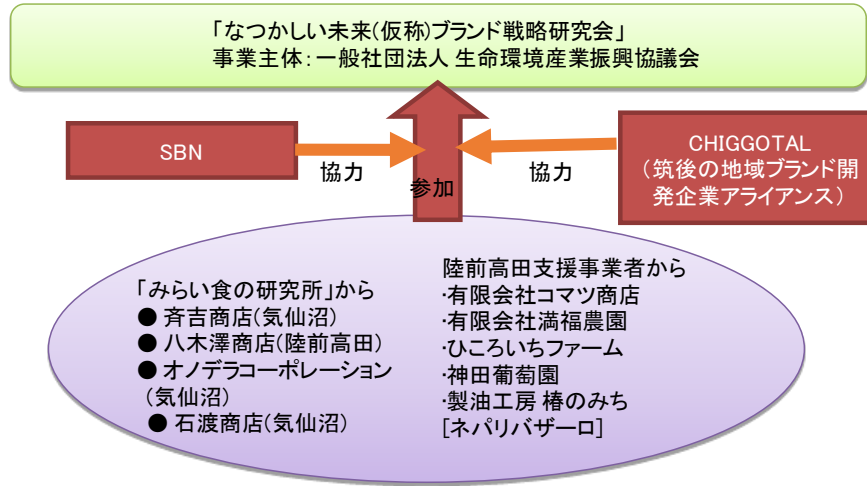 「なつかしい未来(仮称)ブランド戦略研究会」
事業主体：一般社団法人 生命環境産業振興協議会
SBN
協力
参加
協力
CHIGGOTAL
（筑後の地域ブランド開
発企業アライアンス）
「みらい食の研究所」から
● 斉吉商店(気仙沼)
● 八木澤商店(陸前高田)
● オノデラコーポレーション
(気仙沼)
● 石渡商店(気仙沼)
陸前高田支援事業者から
·有限会社コマツ商店
·有限会社満福農園
·ひころいちファーム
·神田葡萄園
·製油工房 椿のみち
[ネパリバザーロ]